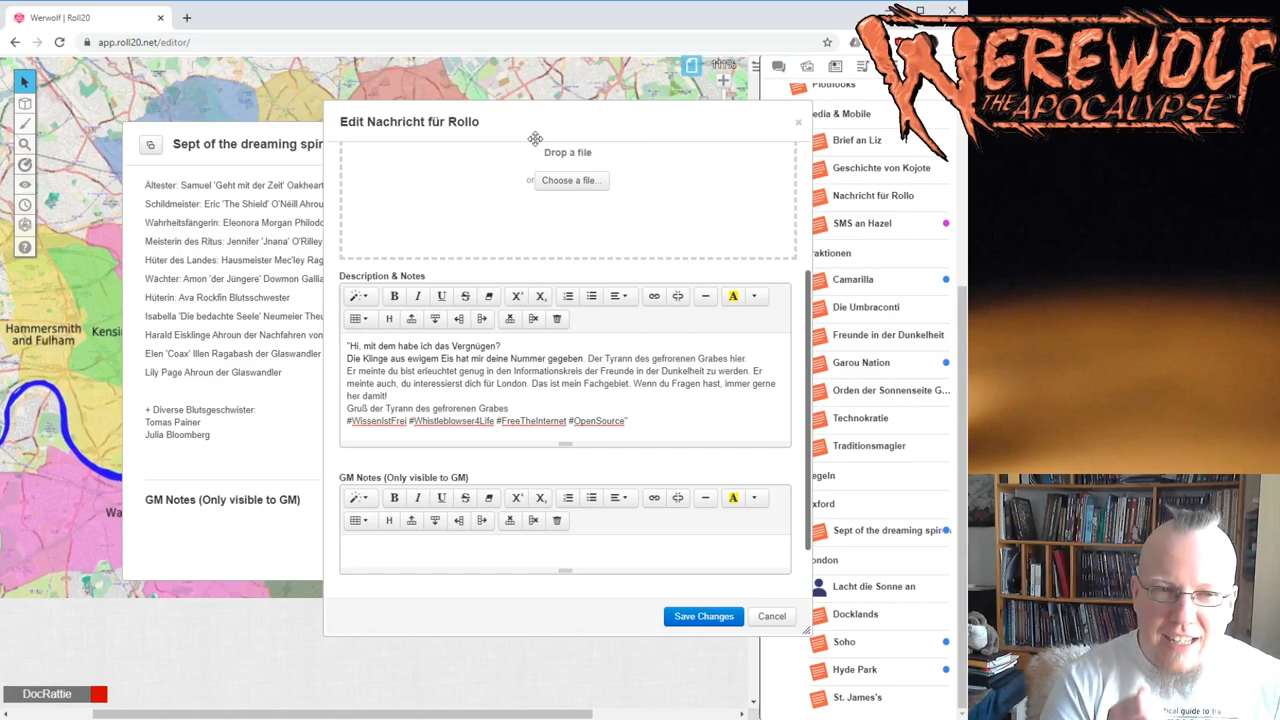 Werwolf | Roll20
app.roll20.net/editor/
WEREWOLF
THE APOCALYPSE
Edit Nachricht für Rollo
Drop a file
or Choose a file...
Description & Notes
"Hi, mit dem habe ich das Vergnügen?
Die Klinge aus ewigem Eis hat mir deine Nummer gegeben. Der Tyrann des gefrorenen Grabes hier.
Er meinte du bist erleuchtet genug in den Informationskreis der Freunde in der Dunkelheit zu werden. Er
meinte auch, du interessierst dich für London. Das ist mein Fachgebiet. Wenn du Fragen hast, immer gerne
her damit!
Gruß der Tyrann des gefrorenen Grabes
#WissenIstFrei #Whistleblower4Life #FreeTheInternet #OpenSource"
GM Notes (Only visible to GM)
Save Changes
Cancel
Sept of the dreaming spir
Ältester: Samuel 'Geht mit der Zeit' Oakheart
Schildmeister: Eric 'The Shield' O'Néill Ahrou
Wahrheitsfängerin: Eleonora Morgan Philodo
Meisterin des Ritus: Jennifer 'Jnana' O'Rilley
Hüter des Landes: Hausmeister Mec'ley Rag
Wächter: Amon 'der Jüngere' Dowmon Gallia
Hüterin: Ava Rockfin Blutsschwester
Isabella 'Die bedachte Seele' Neumeier Theu
Harald Eisklinge Ahroun der Nachfahren von
Elen 'Coax' Illen Ragabash der Glaswandler
Lily Page Ahroun der Glaswandler
+ Diverse Blutsgeschwister:
Tomas Painer
Julia Bloomberg
GM Notes (Only visible to GM)
Hammersmith
and Fulham
Kensin
Wa
Plothooks
edia & Mobile
Brief an Liz
Geschichte von Kojote
Nachricht für Rollo
SMS an Hazel
raktionen
Camarilla
Die Umbraconti
Freunde in der Dunkelheit
Garou Nation
Orden der Sonnenseite G...
Technokratie
Traditionsmagier
egeln
xford
Sept of the dreaming spir
ondon
Lacht die Sonne an
Docklands
Soho
Hyde Park
St. James's
DocRattie